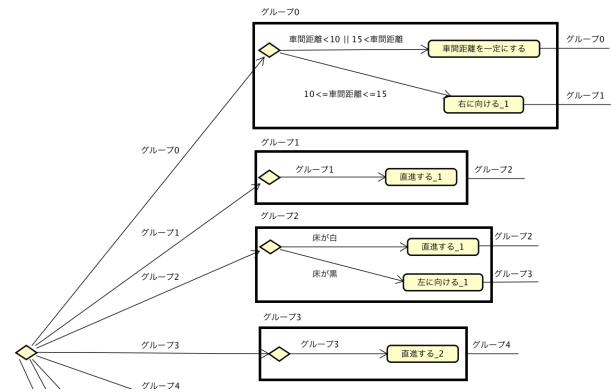 グループ0
車間距離<10 || 15<車間距離
車間距離を一定にする
グループ0
10<=車間距離<=15
右に向ける_1
グループ1
グループ0
グループ1
グループ1
直進する_1
グループ2
グループ2
グループ1
床が白
直進する_1
グループ2
グループ2
床が黒
左に向ける_1
グループ3
グループ3
グループ3
グループ3
直進する_2
グループ4
グループ4